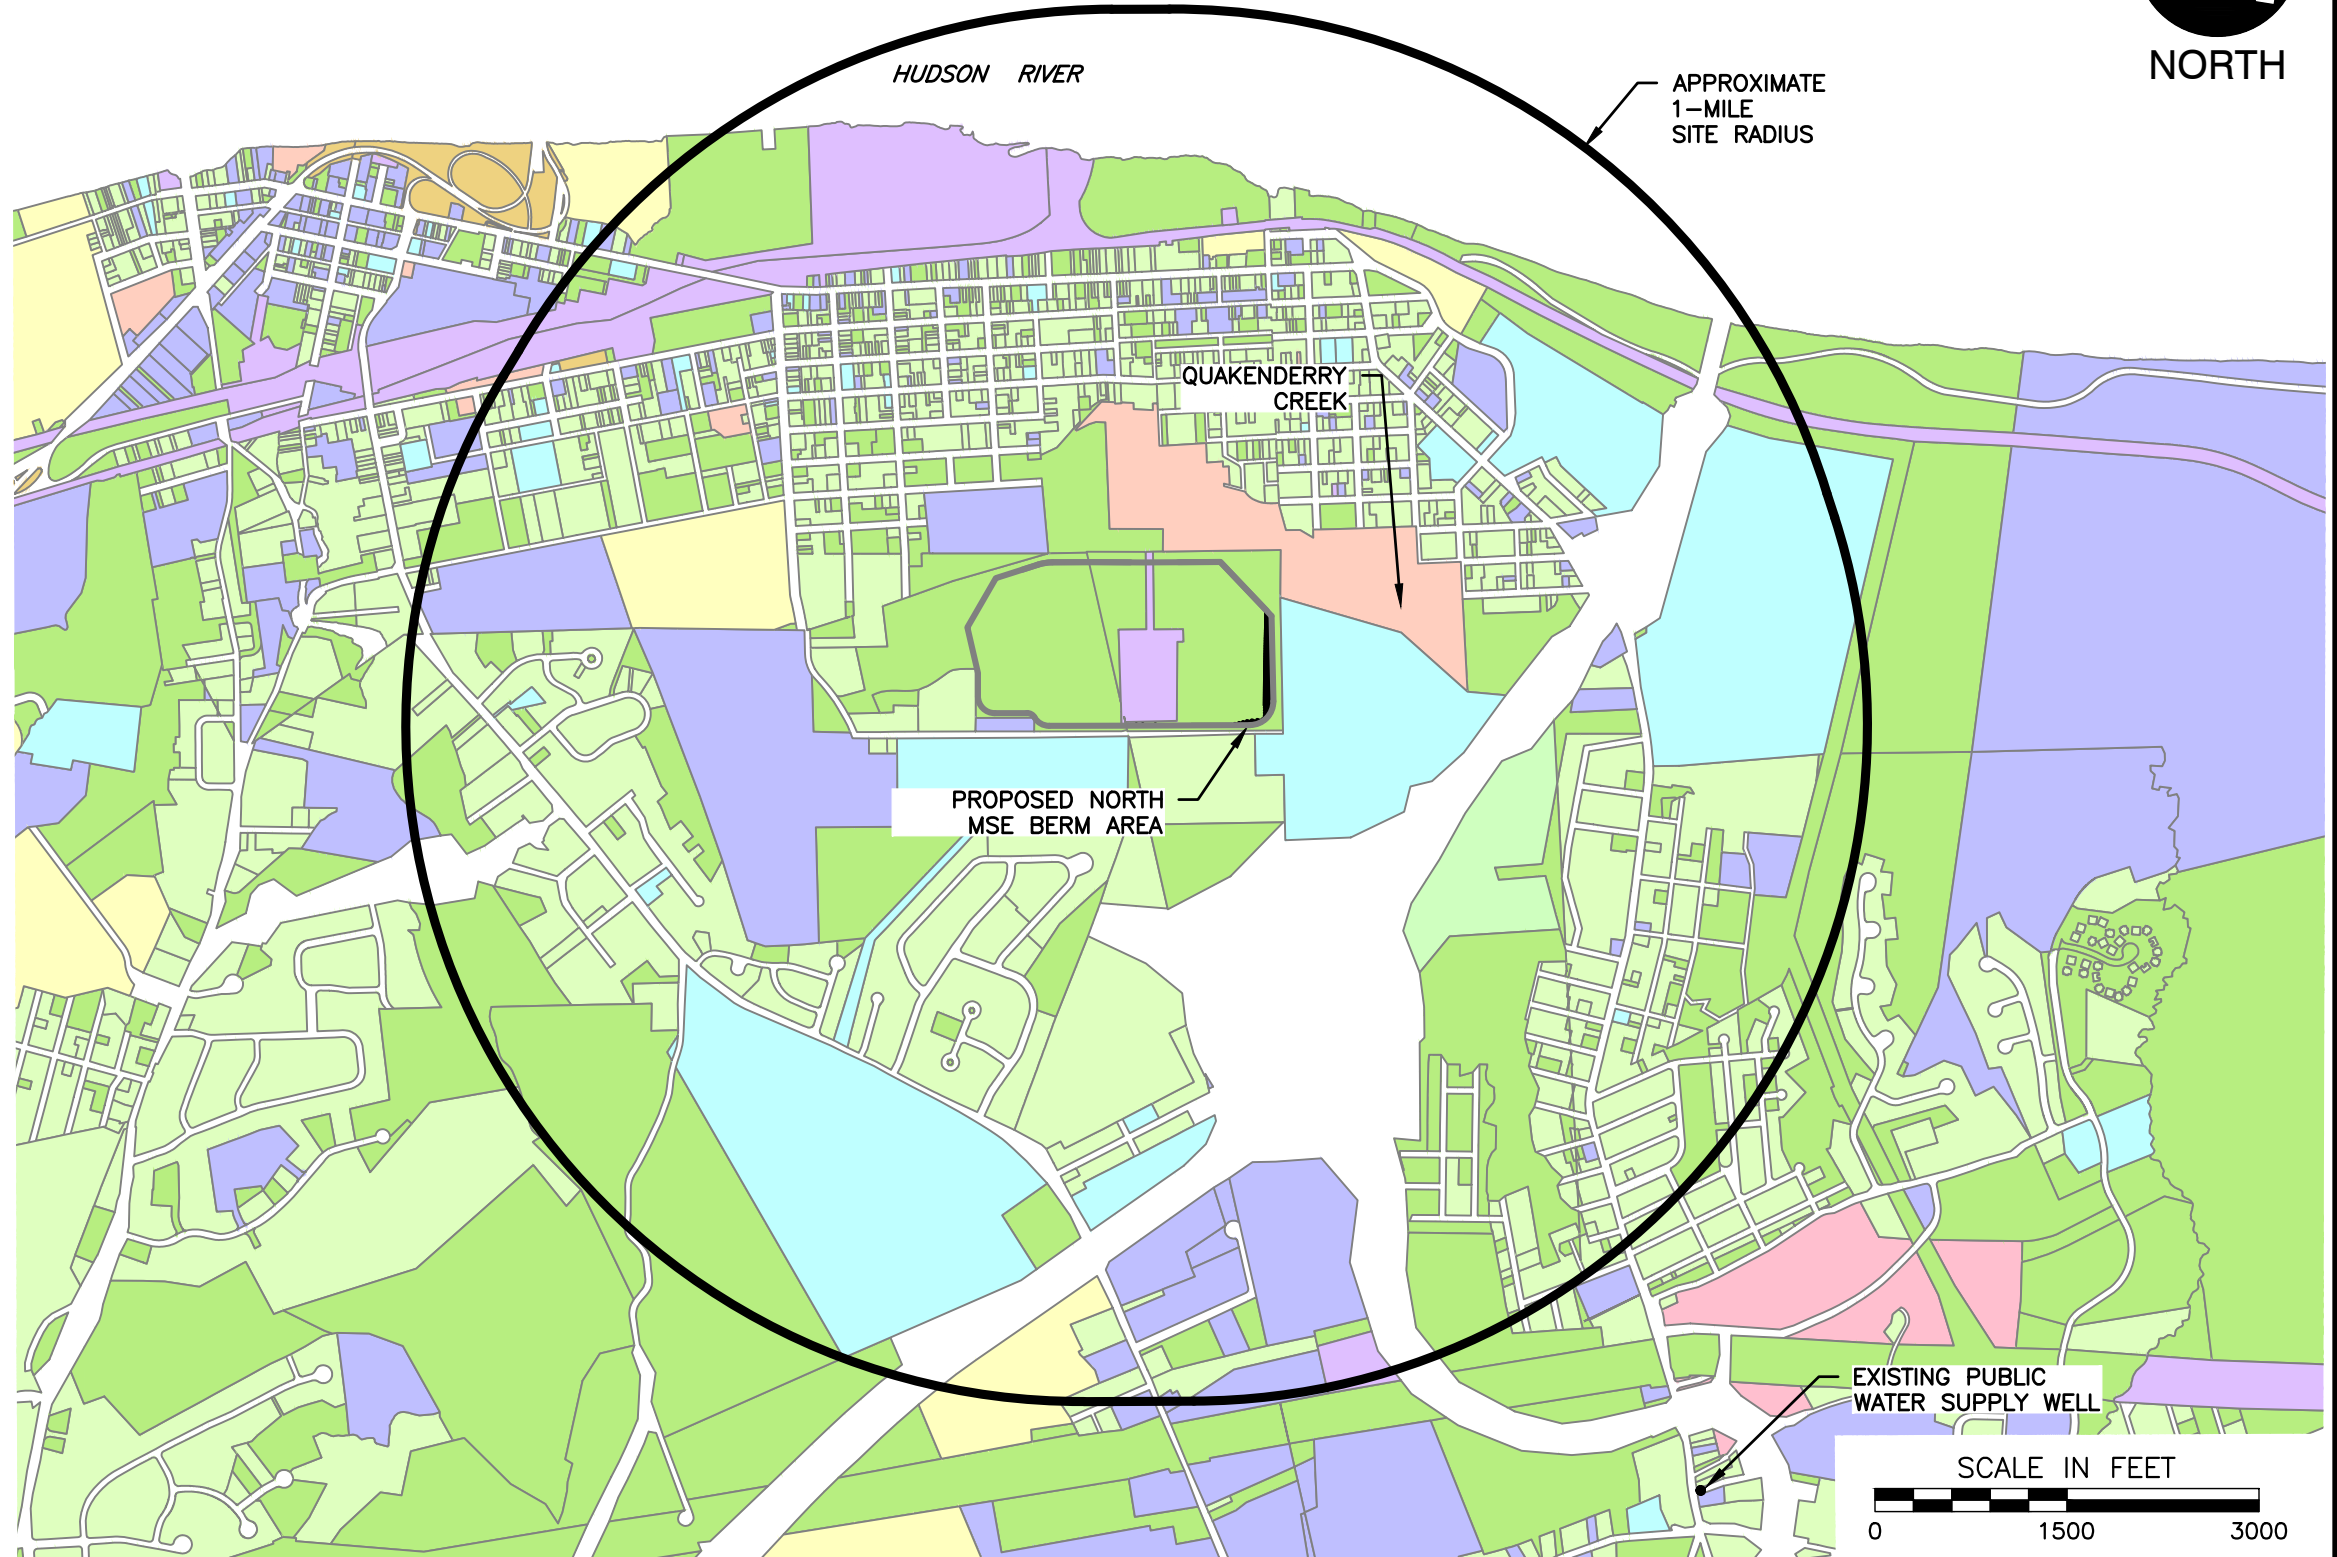 HUDSON RIVER
NORTH
APPROXIMATE
1-MILE
SITE RADIUS
QUAKENDERRY
CREEK
PROPOSED NORTH
MSE BERM AREA
EXISTING PUBLIC
WATER SUPPLY WELL
SCALE IN FEET
0 1500 3000